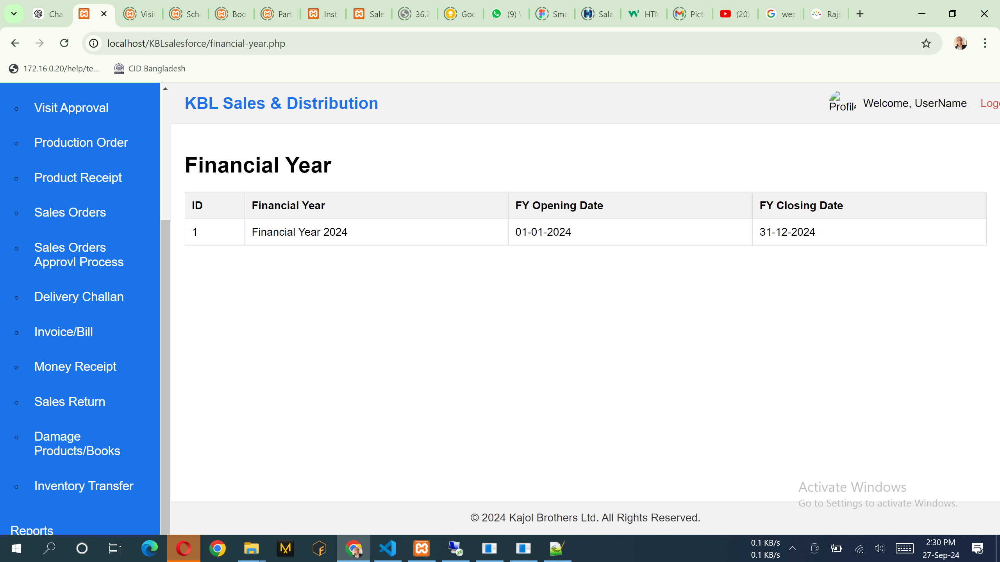 Cha
Visit
Sch
Boo
Part
Inst
Sale
36.2
Goo
(9)
Sma
Sala
HTM
Pict
(20)
wea
Rajs
localhost/KBLsalesforce/financial-year.php
172.16.0.20/help/te...
CID Bangladesh
Visit Approval
Production Order
Product Receipt
Sales Orders
Sales Orders
Approvl Process
Delivery Challan
Invoice/Bill
Money Receipt
Sales Return
Damage
Products/Books
Inventory Transfer
Reports
KBL Sales & Distribution
Profile
Welcome, UserName
Logo
Financial Year
ID Financial Year FY Opening Date FY Closing Date
1 Financial Year 2024 01-01-2024 31-12-2024
Activate Windows
Go to Settings to activate Windows.
© 2024 Kajol Brothers Ltd. All Rights Reserved.
0.1 KB/s
0.1 KB/s
2:30 PM
27-Sep-24